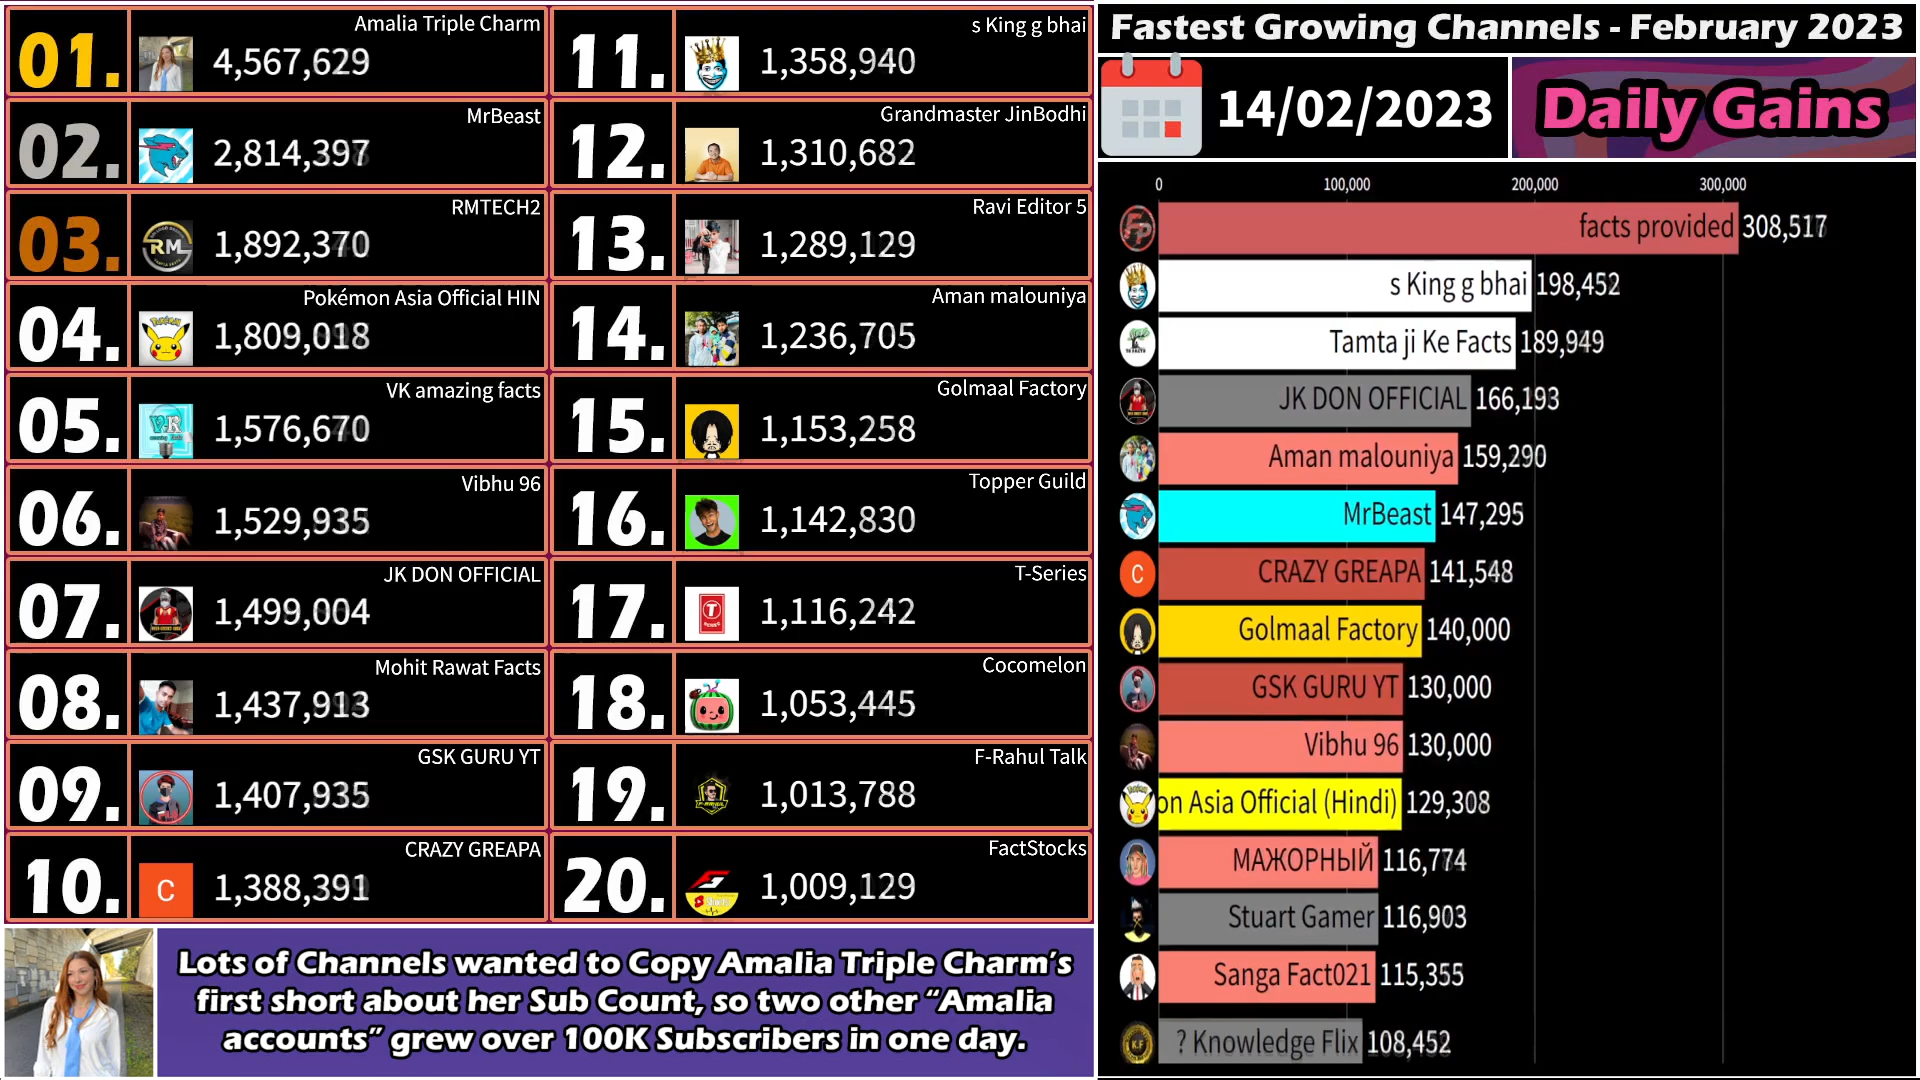 Fastest Growing Channels - February 2023
14/02/2023
Daily Gains
01.
Amalia Triple Charm
4,567,629
02.
MrBeast
2,814,397
03.
RM
RMTECH2
1,892,370
04.
Pokémon Asia Official HIN
1,809,018
05.
VK amazing facts
1,576,670
06.
Vibhu 96
1,529,935
07.
JK DON OFFICIAL
1,499,004
08.
Mohit Rawat Facts
1,437,913
09.
GSK GURU YT
1,407,935
10.
C
CRAZY GREAPA
1,388,391
11.
s King g bhai
1,358,940
12.
Grandmaster JinBodhi
1,310,682
13.
Ravi Editor 5
1,289,129
14.
Aman malouniya
1,236,705
15.
Golmaal Factory
1,153,258
16.
Topper Guild
1,142,830
17.
T-Series
1,116,242
18.
Cocomelon
1,053,445
19.
F-Rahul Talk
1,013,788
20.
FactStocks
1,009,129
Lots of Channels wanted to Copy Amalia Triple Charm's
first short about her Sub Count, so two other “Amalia
accounts” grew over 100K Subscribers in one day.
0 100,000 200,000 300,000
facts provided 308,517
s King g bhai 198,452
Tamta ji Ke Facts 189,949
JK DON OFFICIAL 166,193
Aman malouniya 159,290
MrBeast 147,295
C CRAZY GREAPA 141,548
Golmaal Factory 140,000
GSK GURU YT 130,000
Vibhu 96 130,000
on Asia Official (Hindi) 129,308
МАЖОРНЫЙ 116,774
Stuart Gamer 116,903
Sanga Fact021 115,355
K.F ? Knowledge Flix 108,452